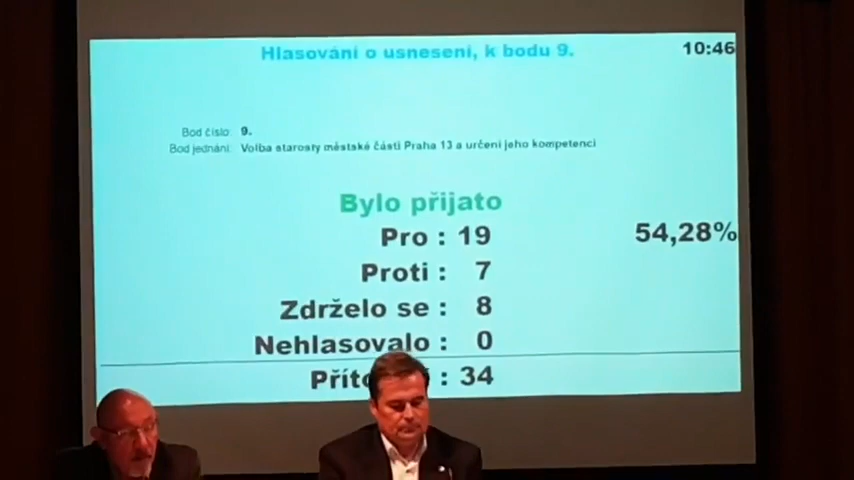 Hlasování o usnesení, k bodu 9.
10:46
Bod číslo: 9.
Bod jednání: Volba starosty městské části Praha 13 a určení jeho kompetencí
Bylo přijato
Pro : 19
54,28%
Proti : 7
Zdrželo se : 8
Nehlasovalo : 0
: 34